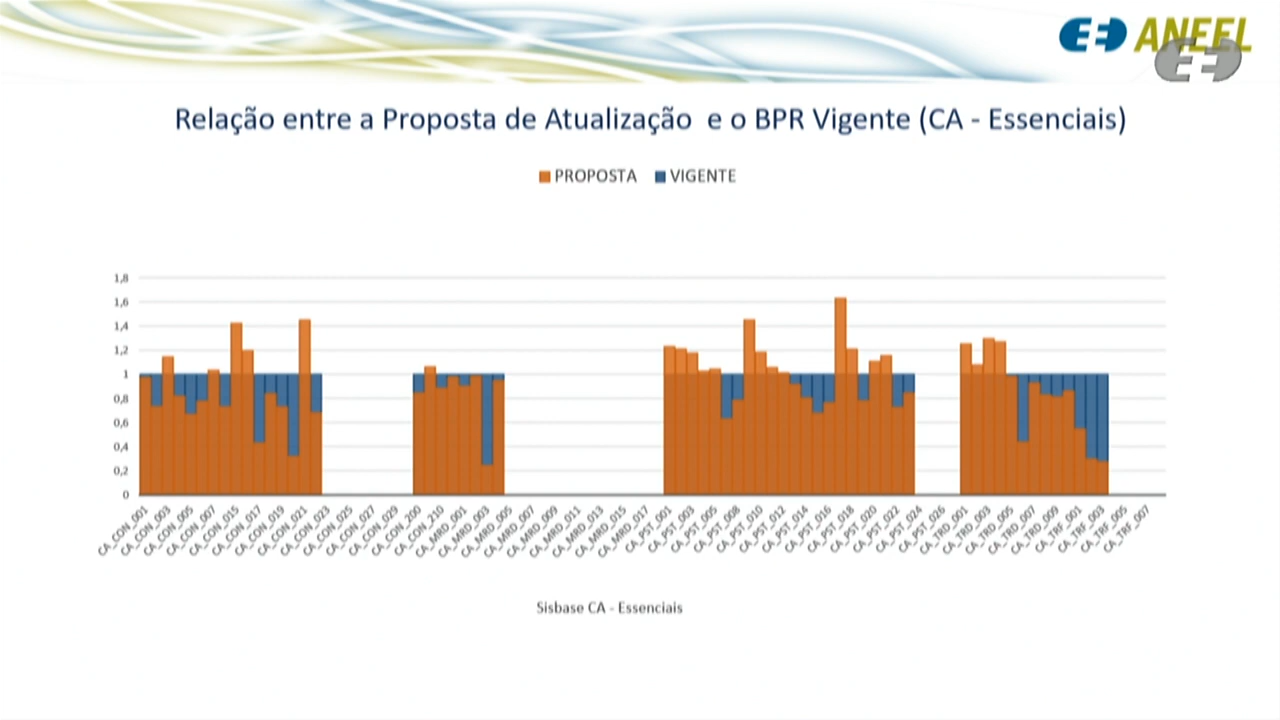 ANEEL
Relação entre a Proposta de Atualização e o BPR Vigente (CA - Essenciais)
PROPOSTA VIGENTE
1,8
1,6
1,4
1,2
1
0,8
0,6
0,4
0,2
0
CA_CON_001 CA_CON_003 CA_CON_005 CA_CON_007 CA_CON_015 CA_CON_017 CA_CON_019 CA_CON_021 CA_CON_023 CA_CON_025 CA_CON_027 CA_CON_029 CA_CON_200 CA_CON_210 CA_MRD_001 CA_MRD_003 CA_MRD_005 CA_MRD_007 CA_MRD_009 CA_MRD_011 CA_MRD_013 CA_MRD_015 CA_MRD_017 CA_PST_001 CA_PST_003 CA_PST_005 CA_PST_008 CA_PST_010 CA_PST_012 CA_PST_014 CA_PST_016 CA_PST_018 CA_PST_020 CA_PST_022 CA_PST_024 CA_PST_026 CA_TRD_001 CA_TRD_003 CA_TRD_005 CA_TRD_007 CA_TRD_009 CA_TRF_001 CA_TRF_003 CA_TRF_005 CA_TRF_007
Sisbase CA - Essenciais